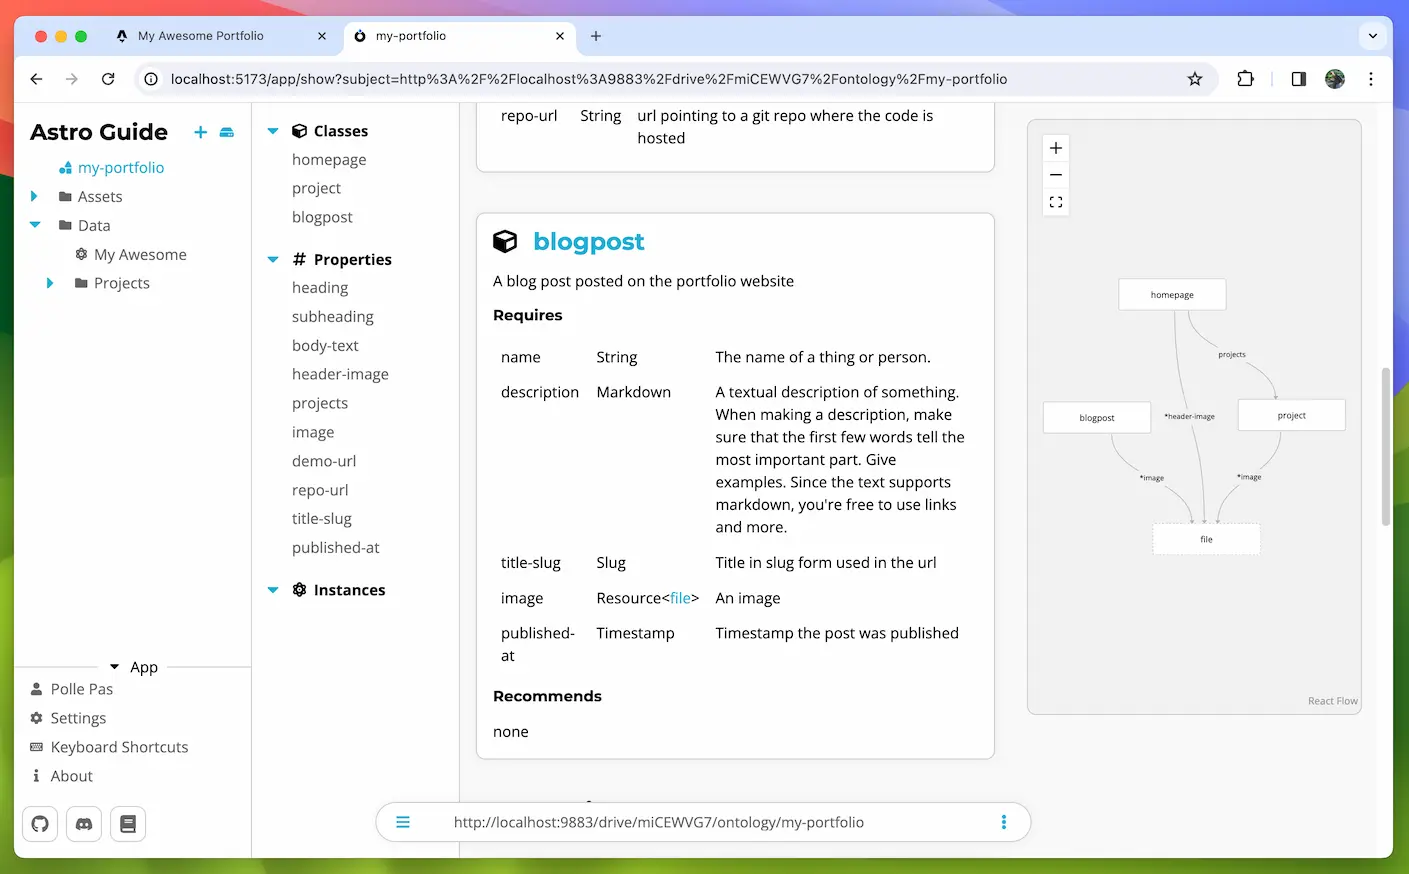 My Awesome Portfolio
my-portfolio
localhost:5173/app/show?subject=http%3A%2F%2Flocalhost%3A9883%2Fdrive%2FmiCEWVG7%2Fontology%2Fmy-portfolio
Astro Guide
my-portfolio
Assets
Data
My Awesome
Projects
App
Polle Pas
Settings
Keyboard Shortcuts
About
Classes
homepage
project
blogpost
# Properties
heading
subheading
body-text
header-image
projects
image
demo-url
repo-url
title-slug
published-at
Instances
repo-url String url pointing to a git repo where the code is
hosted
blogpost
A blog post posted on the portfolio website
Requires
name String The name of a thing or person.
description Markdown A textual description of something.
When making a description, make
sure that the first few words tell the
most important part. Give
examples. Since the text supports
markdown, you're free to use links
and more.
title-slug Slug Title in slug form used in the url
image Resource<file> An image
published- Timestamp Timestamp the post was published
at
Recommends
none
http://localhost:9883/drive/miCEWVG7/ontology/my-portfolio
homepage
projects
blogpost
*header-image
project
*image
*image
file
React Flow